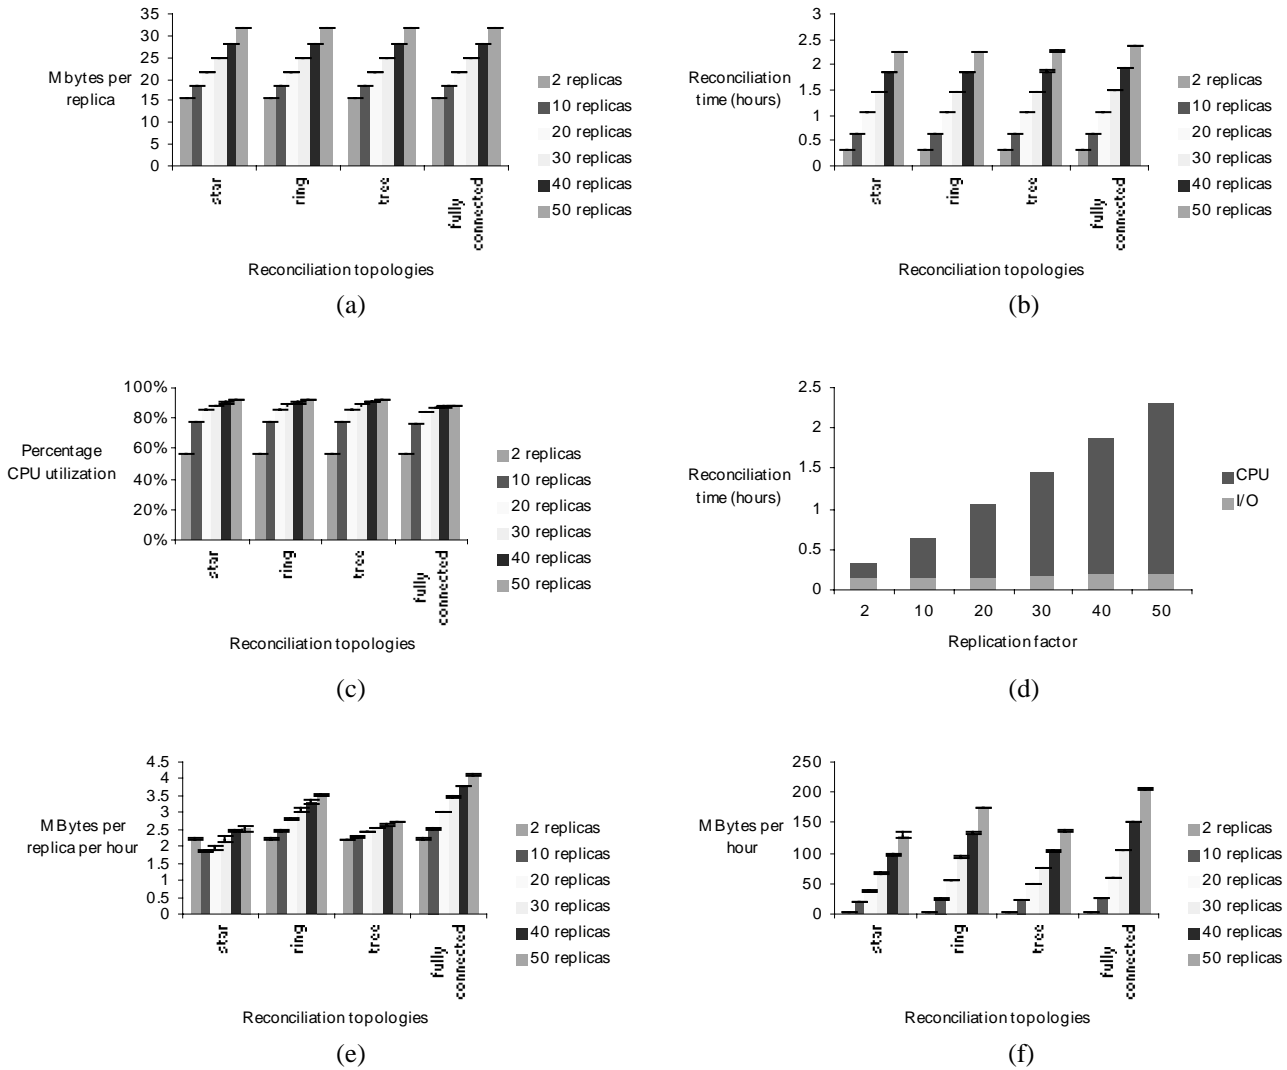 35
30
25
20
15
10
5
0
M bytes per
replica
star
ring
tree
fully
connected
2 replicas
10 replicas
20 replicas
30 replicas
40 replicas
50 replicas
Reconciliation topologies
(a)
3
2.5
2
1.5
1
0.5
0
Reconciliation
time (hours)
star
ring
tree
fully
connected
2 replicas
10 replicas
20 replicas
30 replicas
40 replicas
50 replicas
Reconciliation topologies
(b)
100%
80%
60%
40%
20%
0%
Percentage
CPU utilization
star
ring
tree
fully
connected
2 replicas
10 replicas
20 replicas
30 replicas
40 replicas
50 replicas
Reconciliation topologies
(c)
2.5
2
1.5
1
0.5
0
Reconciliation
time (hours)
2 10 20 30 40 50
CPU
I/O
Replication factor
(d)
4.5
4
3.5
3
2.5
2
1.5
1
0.5
0
M Bytes per
replica per hour
star
ring
tree
fully
connected
2 replicas
10 replicas
20 replicas
30 replicas
40 replicas
50 replicas
Reconciliation topologies
(e)
250
200
150
100
50
0
M Bytes per
hour
star
ring
tree
fully
connected
2 replicas
10 replicas
20 replicas
30 replicas
40 replicas
50 replicas
Reconciliation topologies
(f)